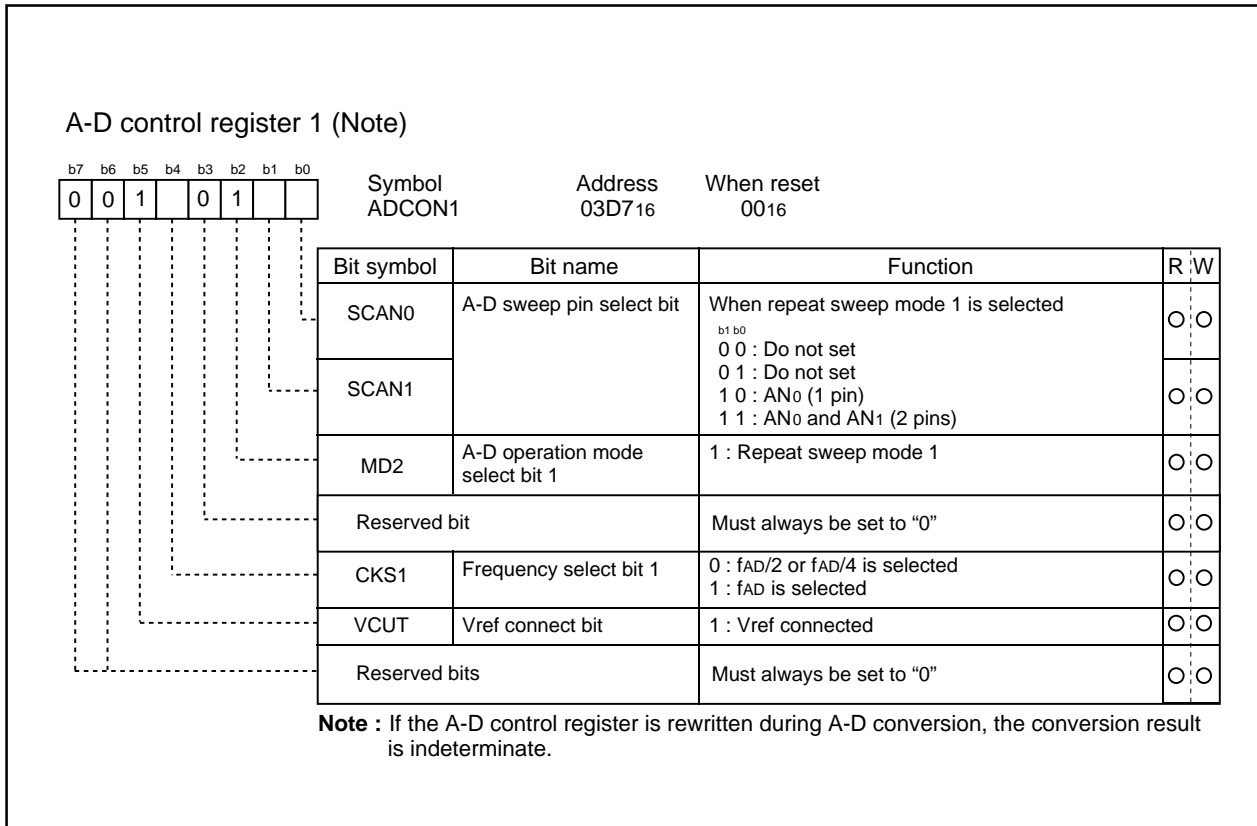 A-D control register 1 (Note)
b7 b6 b5 b4 b3 b2 b1 b0
0 0 1 0 1
Symbol Address When reset
ADCON1 03D716 0016
Bit symbol Bit name Function R W
SCAN0 A-D sweep pin select bit When repeat sweep mode 1 is selected
b1 b0
0 0 : Do not set
0 1 : Do not set
SCAN1 1 0 : AN0 (1 pin)
1 1 : AN0 and AN1 (2 pins)
MD2 A-D operation mode select bit 1 1 : Repeat sweep mode 1
Reserved bit Must always be set to “0”
CKS1 Frequency select bit 1 0 : fAD/2 or fAD/4 is selected
1 : fAD is selected
VCUT Vref connect bit 1 : Vref connected
Reserved bits Must always be set to “0”
Note : If the A-D control register is rewritten during A-D conversion, the conversion result
is indeterminate.